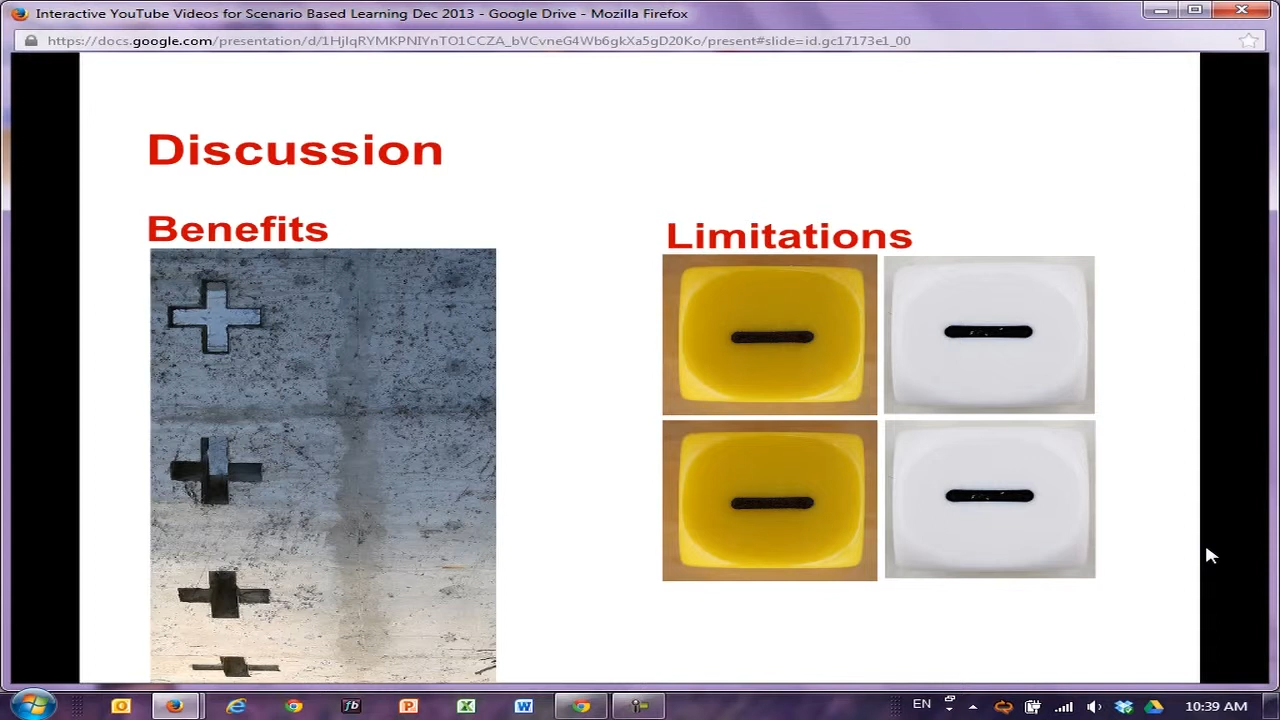 Interactive YouTube Videos for Scenario Based Learning Dec 2013 - Google Drive - Mozilla Firefox
https://docs.google.com/presentation/d/1HjlqRYMKPNIYnTO1CCZA_bVCvneG4Wb6gkXa5gD20Ko/present#slide=id.gc17173e1_00
Discussion
Benefits
Limitations
EN
10:39 AM